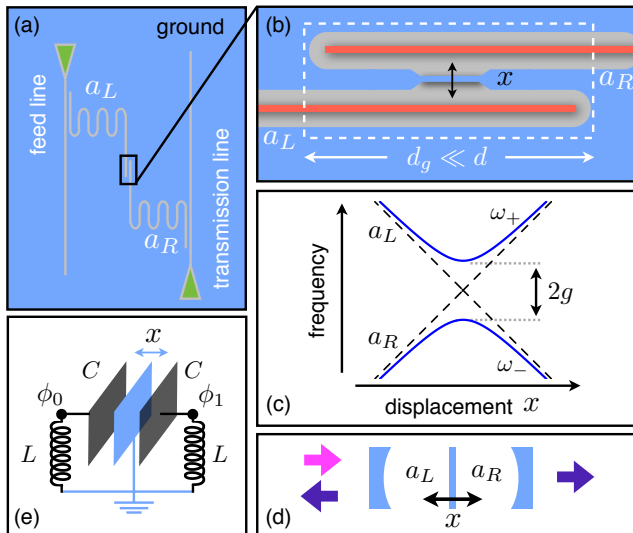 (a)
ground
a_L
feed line
a_R
transmission line
(b)
x
a_R
a_L
d_g ≪ d
a_L
ω_+
frequency
2g
a_R
ω_−
(c)
displacement x
x
C
C
ϕ_0
ϕ_1
L
L
(e)
a_L
a_R
x
(d)